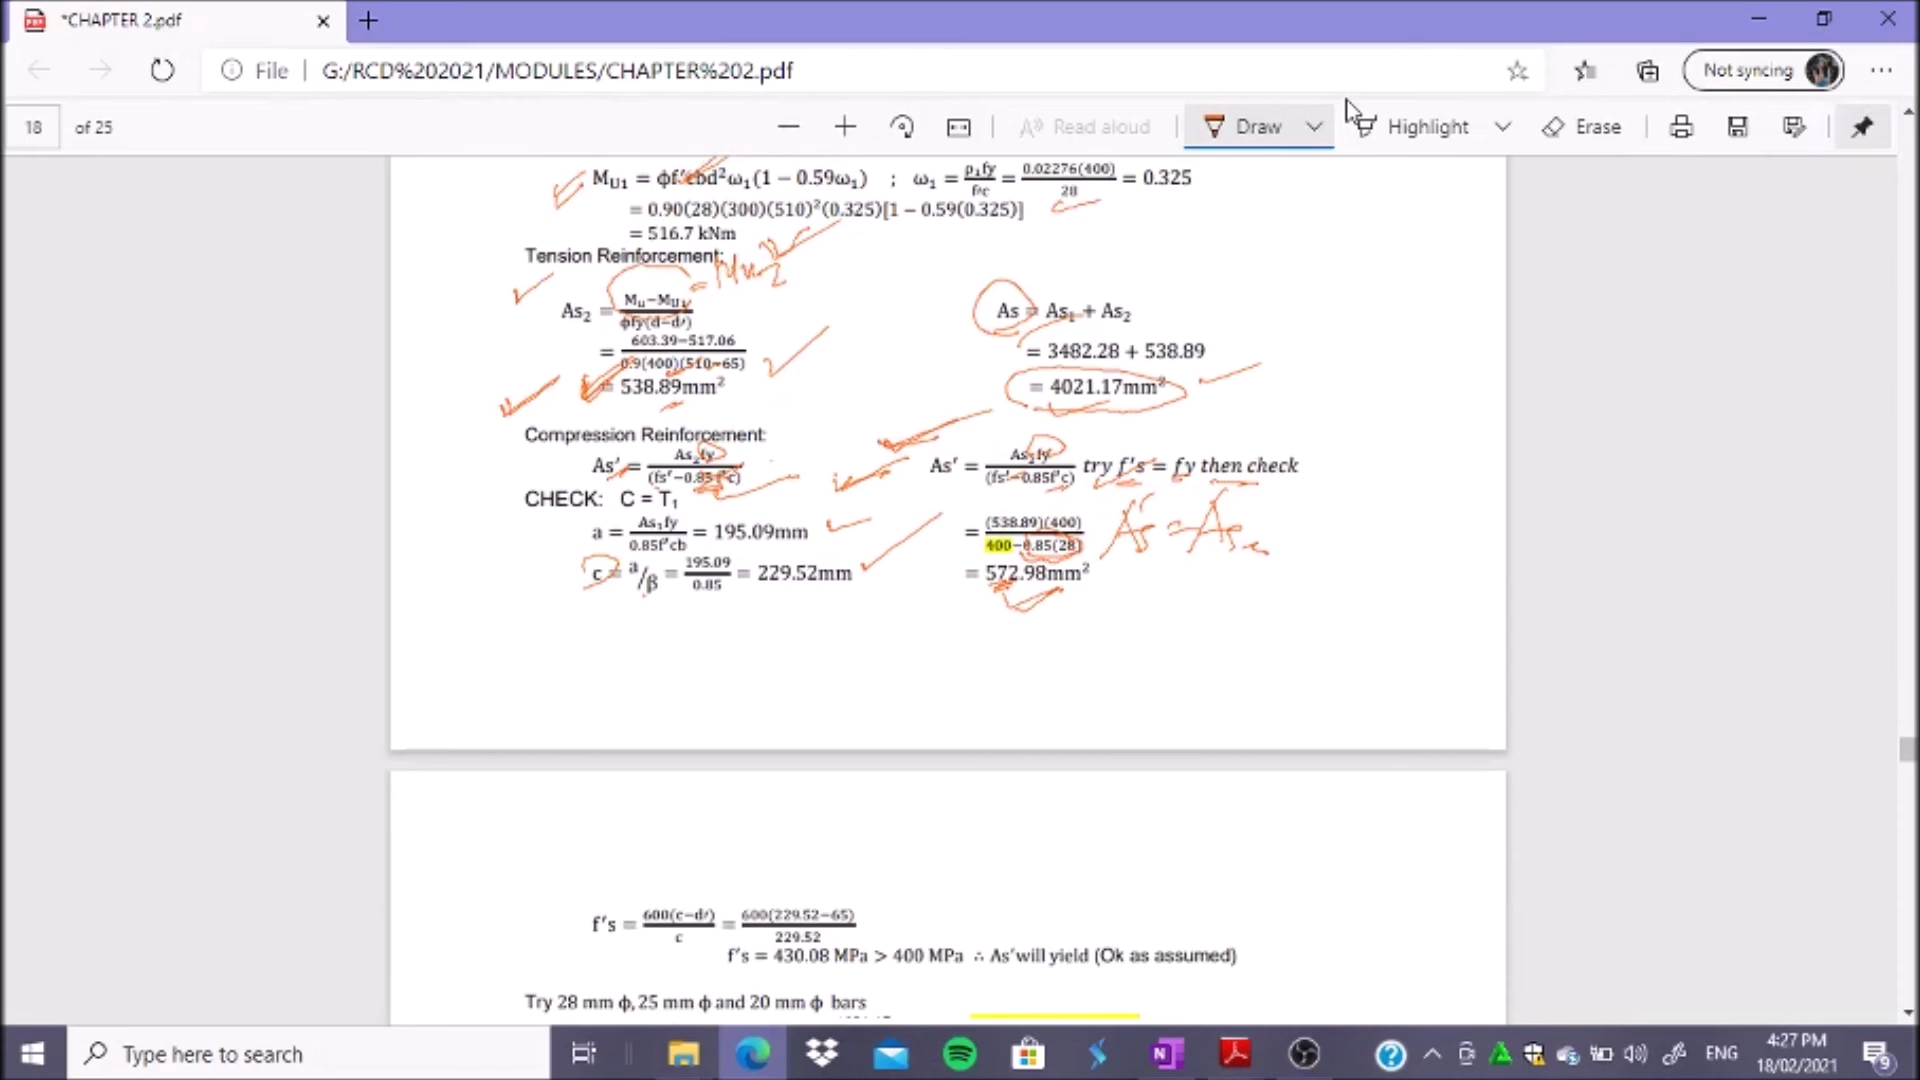 *CHAPTER 2.pdf
File | G:/RCD%202021/MODULES/CHAPTER%202.pdf
Not syncing
18 of 25
Read aloud
Draw
Highlight
Erase
M_U1 = ϕf'cbd²ω₁(1 − 0.59ω₁) ; ω₁ = p₁fy/f'c = 0.02276(400)/28 = 0.325
= 0.90(28)(300)(510)²(0.325)[1 − 0.59(0.325)]
= 516.7 kNm
Tension Reinforcement:
= Mu2
As₂ = Mu−M_U1/ϕfy(d−d′)
= 603.39−517.06/0.9(400)(510−65)
= 538.89mm²
As = As₁ + As₂
= 3482.28 + 538.89
= 4021.17mm²
Compression Reinforcement:
As' = As₂fy/(fs'−0.85f'c)
CHECK: C = T₁
a = As₁fy/0.85f'cb = 195.09mm
c = a/β = 195.09/0.85 = 229.52mm
As' = As₂fy/(fs'−0.85f'c) try f's = fy then check
= (538.89)(400)/400−0.85(28)
As' = As₂
= 572.98mm²
f's = 600(c−d′)/c = 600(229.52−65)/229.52
f's = 430.08 MPa > 400 MPa ∴ As'will yield (Ok as assumed)
Try 28 mm ϕ, 25 mm ϕ and 20 mm ϕ bars
Type here to search
ENG
4:27 PM
18/02/2021
9